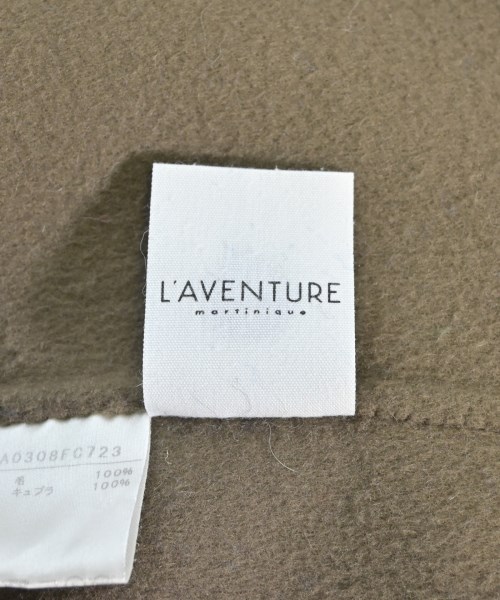 L'AVENTURE
martinique
A0308FC723
毛 100%
キュプラ 100%